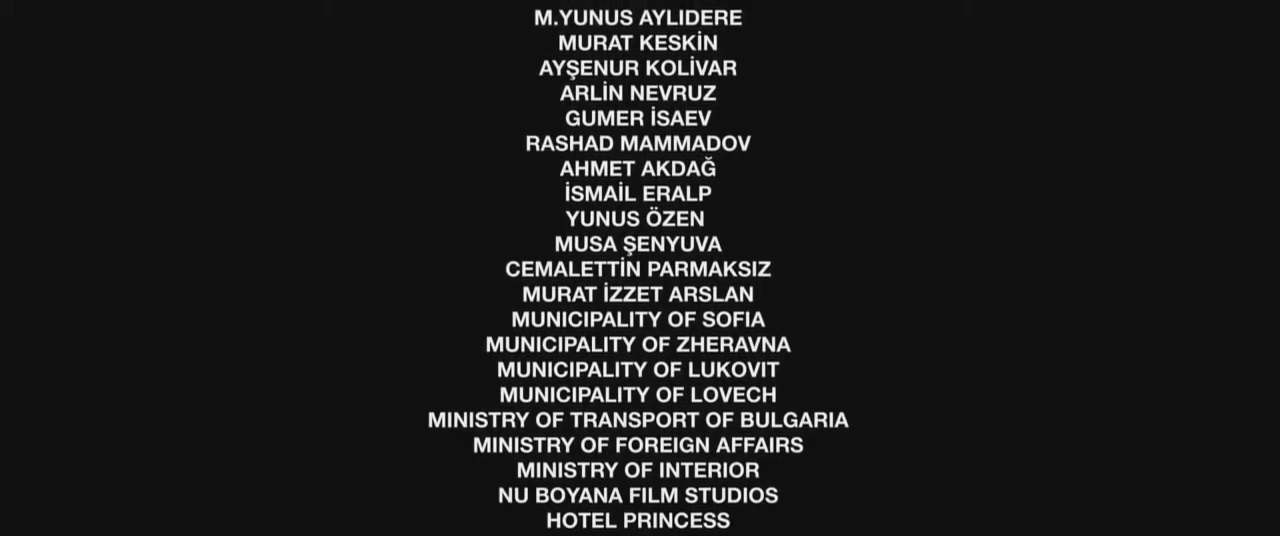 M.YUNUS AYLIDERE
MURAT KESKİN
AYŞENUR KOLİVAR
ARLİN NEVRUZ
GUMER İSAEV
RASHAD MAMMADOV
AHMET AKDAĞ
İSMAİL ERALP
YUNUS ÖZEN
MUSA ŞENYUVA
CEMALETTİN PARMAKSIZ
MURAT İZZET ARSLAN
MUNICIPALITY OF SOFIA
MUNICIPALITY OF ZHERAVNA
MUNICIPALITY OF LUKOVIT
MUNICIPALITY OF LOVECH
MINISTRY OF TRANSPORT OF BULGARIA
MINISTRY OF FOREIGN AFFAIRS
MINISTRY OF INTERIOR
NU BOYANA FILM STUDIOS
HOTEL PRINCESS